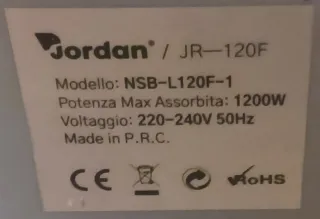 Jordan / JR—120F
Modello: NSB-L120F-1
Potenza Max Assorbita: 1200W
Voltaggio: 220-240V 50Hz
Made in P.R.C.
CE RoHS